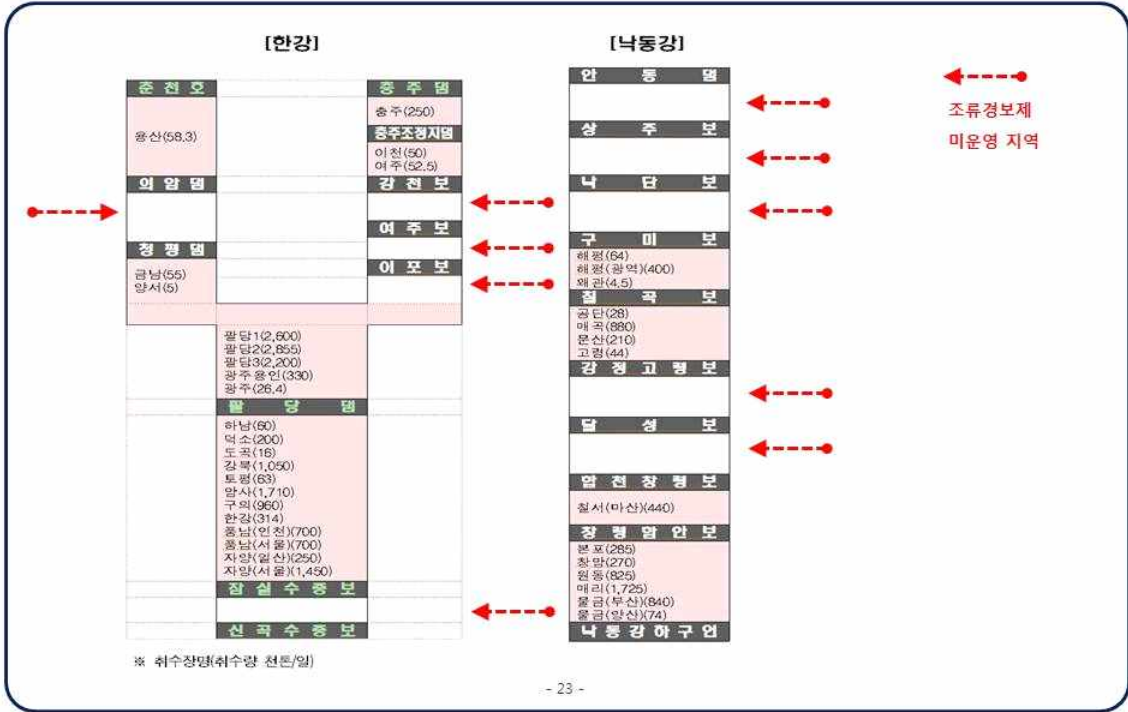 [한강]
[낙동강]
춘천호
용산(58.3)
의암댐
청평댐
금남(55)
양서(5)
충주댐
충주(250)
충주조정지댐
이천(50)
여주(52.5)
강천보
여주보
이포보
팔당1(2,600)
팔당2(2,855)
팔당3(2,200)
광주용인(330)
광주(26.4)
팔당댐
하남(60)
덕소(200)
도곡(16)
강북(1,050)
토평(63)
암사(1,710)
구의(960)
한강(314)
풍납(인천)(700)
풍납(서울)(700)
자양(일산)(250)
자양(서울)(1,450)
잠실수중보
신곡수중보
안동댐
상주보
낙단보
구미보
해평(64)
해평(광역)(400)
왜관(4.5)
칠곡보
공단(28)
매곡(880)
문산(210)
고령(44)
강정고령보
달성보
합천창령보
칠서(마산)(440)
창령함안보
본포(285)
창암(270)
원동(825)
매리(1,725)
물금(부산)(840)
물금(양산)(74)
낙동강하구언
조류경보제
미운영 지역
※ 취수장명(취수량 천톤/일)
- 23 -